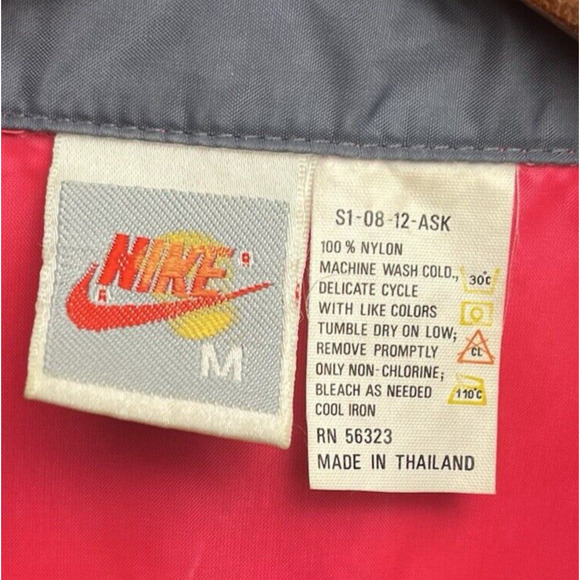 NIKE
R
R
M
S1-08-12-ASK
100% NYLON
MACHINE WASH COLD., 30°C
DELICATE CYCLE
WITH LIKE COLORS
TUMBLE DRY ON LOW;
REMOVE PROMPTLY CL
ONLY NON-CHLORINE;
BLEACH AS NEEDED 110°C
COOL IRON
RN 56323
MADE IN THAILAND